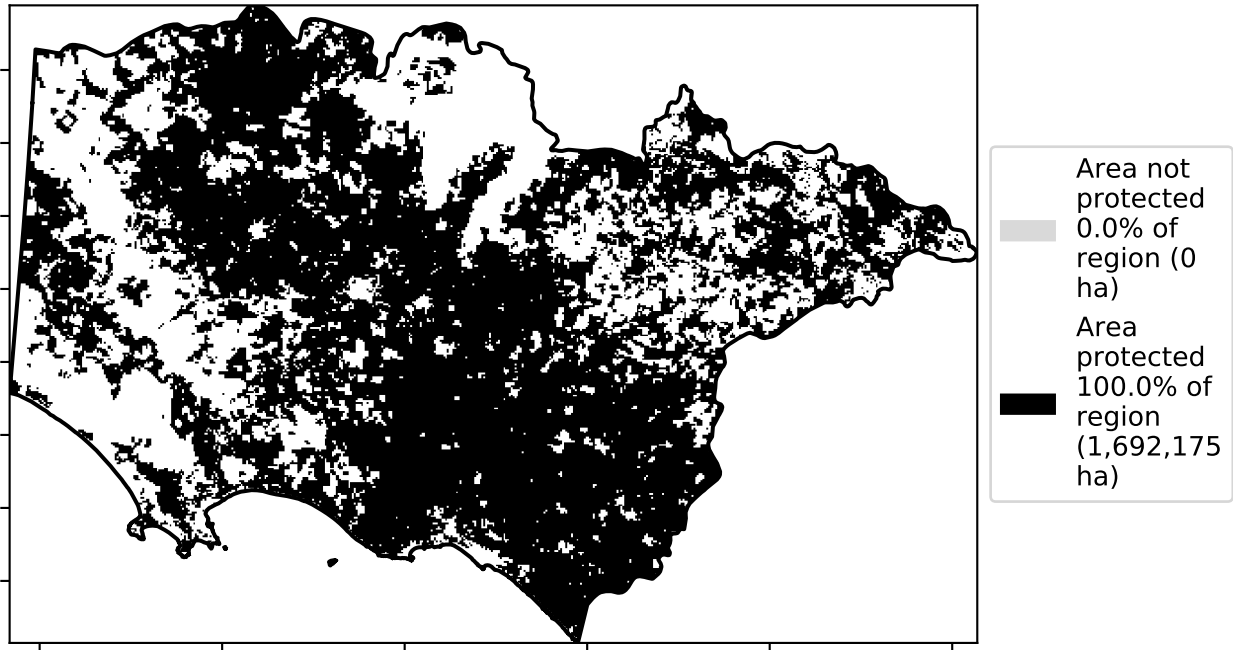 Area not
protected
0.0% of
region (0
ha)
Area
protected
100.0% of
region
(1,692,175
ha)